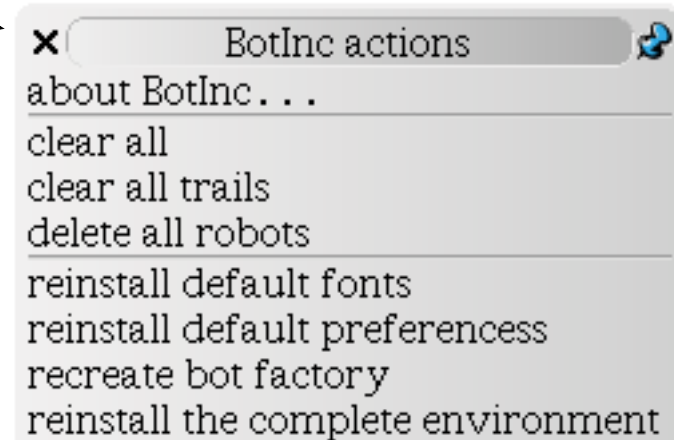 BotInc actions
about BotInc...
clear all
clear all trails
delete all robots
reinstall default fonts
reinstall default preferencess
recreate bot factory
reinstall the complete environment